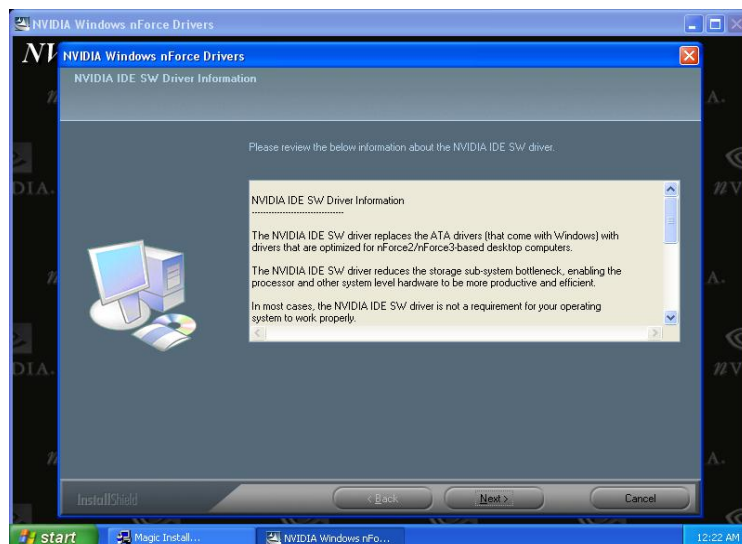 NVIDIA Windows nForce Drivers
NV
NVIDIA Windows nForce Drivers
NVIDIA IDE SW Driver Information
Please review the below information about the NVIDIA IDE SW driver.
NVIDIA IDE SW Driver Information
--------------------------------
The NVIDIA IDE SW driver replaces the ATA drivers (that come with Windows) with
drivers that are optimized for nForce2/nForce3-based desktop computers.
The NVIDIA IDE SW driver reduces the storage sub-system bottleneck, enabling the
processor and other system level hardware to be more productive and efficient.
In most cases, the NVIDIA IDE SW driver is not a requirement for your operating
system to work properly.
DIA.
nV
DIA.
nV
InstallShield
< Back
Next >
Cancel
start
Magic Install...
NVIDIA Windows nFo...
12:22 AM